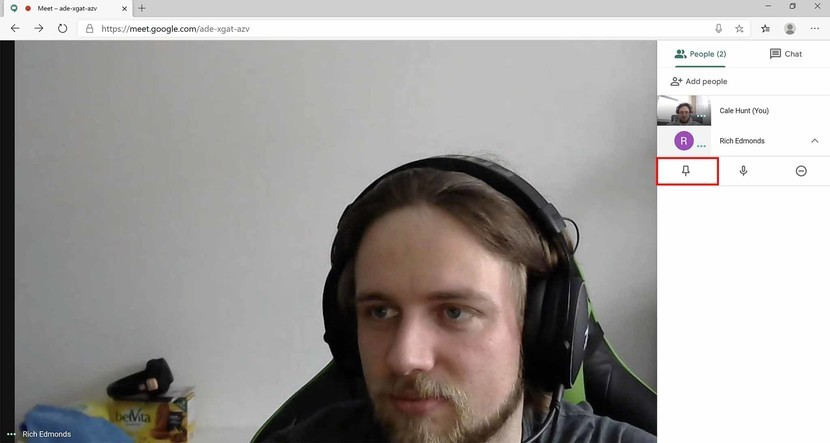 Meet – ade-xgat-azv
https://meet.google.com/ade-xgat-azv
People (2)
Chat
Add people
Cale Hunt (You)
R
Rich Edmonds
belVita
Rich Edmonds